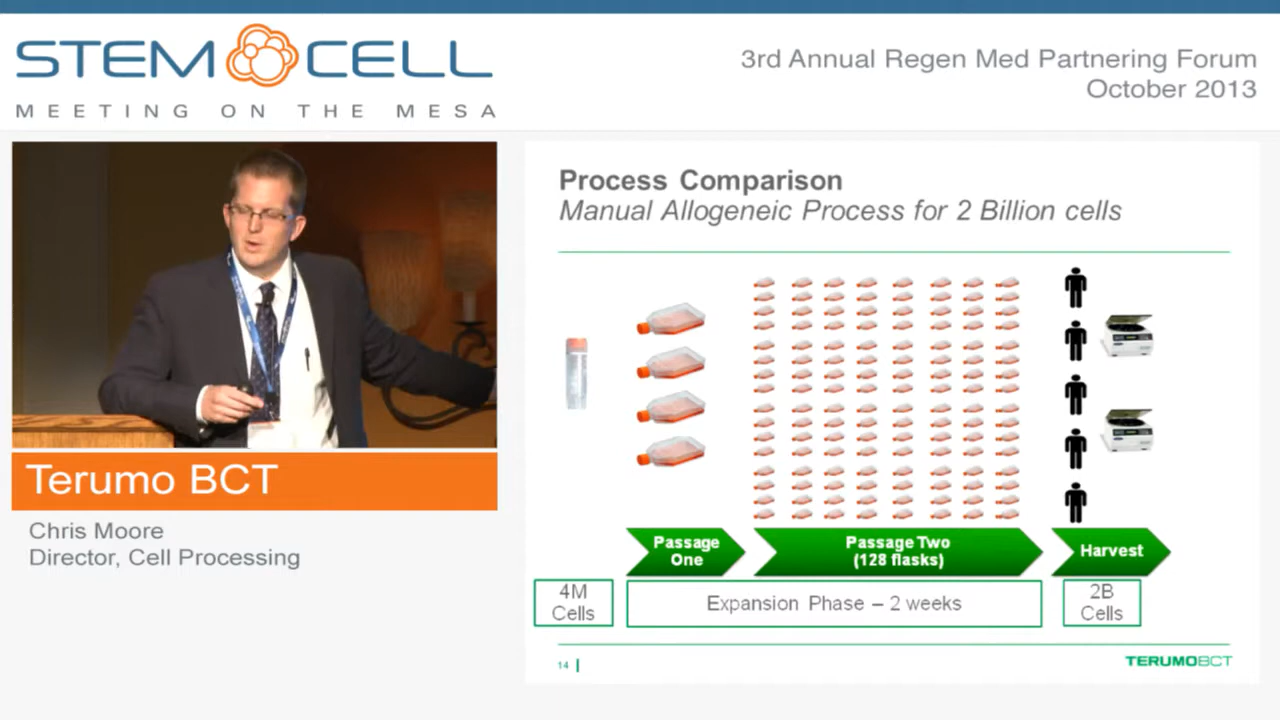 STEM CELL
MEETING ON THE MESA
3rd Annual Regen Med Partnering Forum
October 2013
Terumo BCT
Chris Moore
Director, Cell Processing
Process Comparison
Manual Allogeneic Process for 2 Billion cells
Passage
One
Passage Two
(128 flasks)
Harvest
4M
Cells
Expansion Phase – 2 weeks
2B
Cells
14
TERUMOBCT